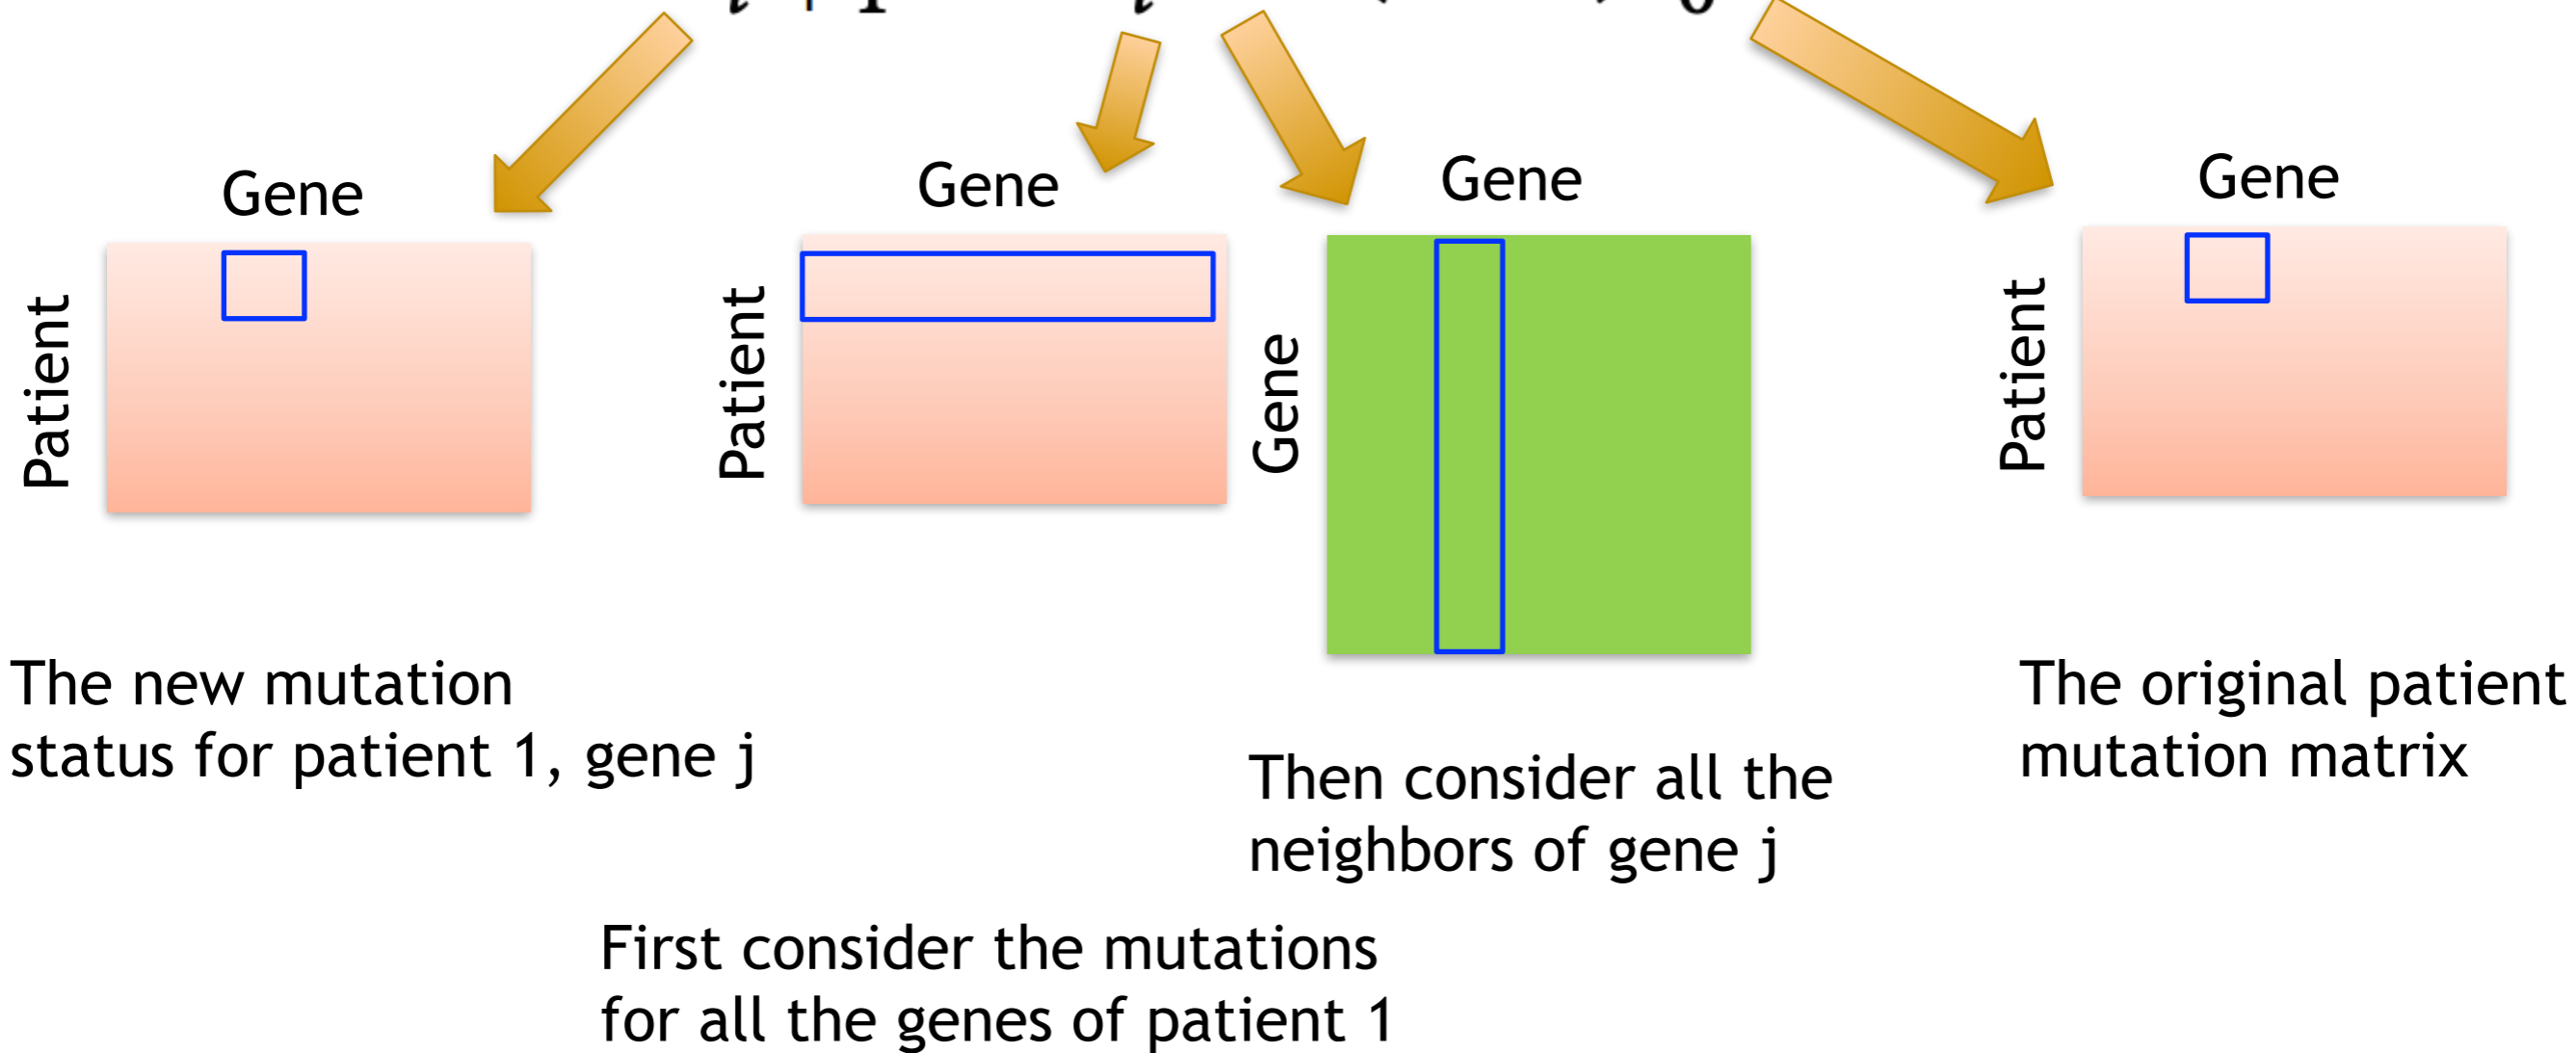 Gene
Gene
Gene
Gene
Patient
Patient
Gene
Patient
The new mutation
status for patient 1, gene j
The original patient
mutation matrix
Then consider all the
neighbors of gene j
First consider the mutations
for all the genes of patient 1